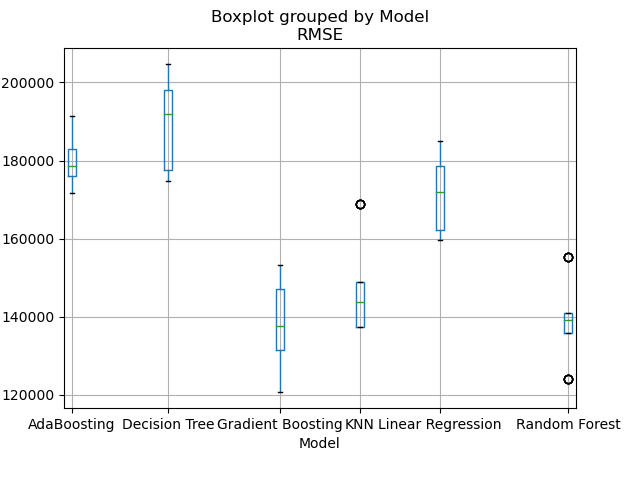 Boxplot grouped by Model
RMSE
200000
180000
160000
140000
120000
AdaBoosting Decision Tree Gradient Boosting KNN Linear Regression Random Forest
Model